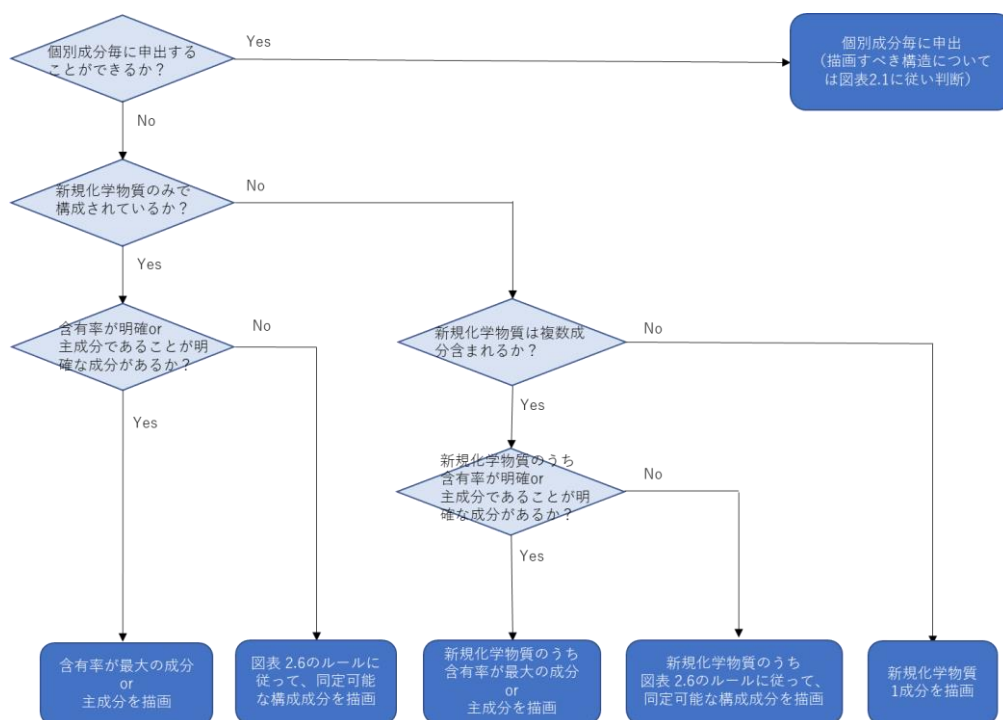 個別成分毎に申出する
ことができるか？
Yes
個別成分毎に申出
（描画すべき構造について
は図表2.1に従い判断）
No
新規化学物質のみで
構成されているか？
No
Yes
含有率が明確or
主成分であることが明
確な成分があるか？
No
新規化学物質は複数成
分含まれるか？
No
Yes
Yes
新規化学物質のうち
含有率が明確or
主成分であることが明
確な成分があるか？
No
Yes
含有率が最大の成分
or
主成分を描画
図表 2.6のルールに
従って、同定可能
な構成成分を描画
新規化学物質のうち
含有率が最大の成分
or
主成分を描画
新規化学物質のうち
図表 2.6のルールに従って、
同定可能な構成成分を描画
新規化学物質
1成分を描画